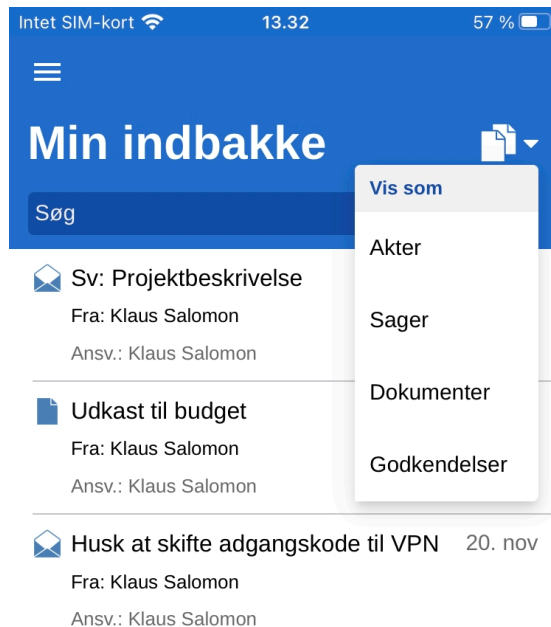 Intet SIM-kort 13.32 57 %
Min indbakke
Søg
Vis som
Akter
Sager
Dokumenter
Godkendelser
Sv: Projektbeskrivelse
Fra: Klaus Salomon
Ansv.: Klaus Salomon
Udkast til budget
Fra: Klaus Salomon
Ansv.: Klaus Salomon
Husk at skifte adgangskode til VPN 20. nov
Fra: Klaus Salomon
Ansv.: Klaus Salomon